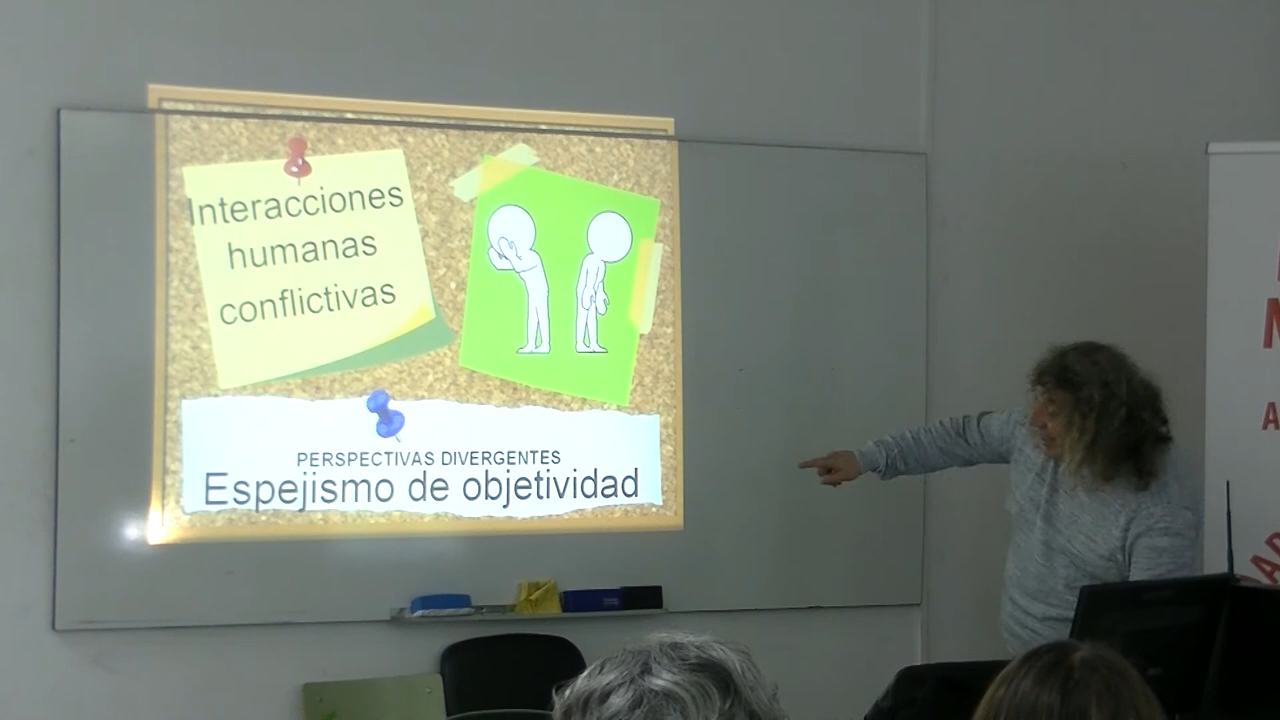 Interacciones
humanas
conflictivas
PERSPECTIVAS DIVERGENTES
Espejismo de objetividad